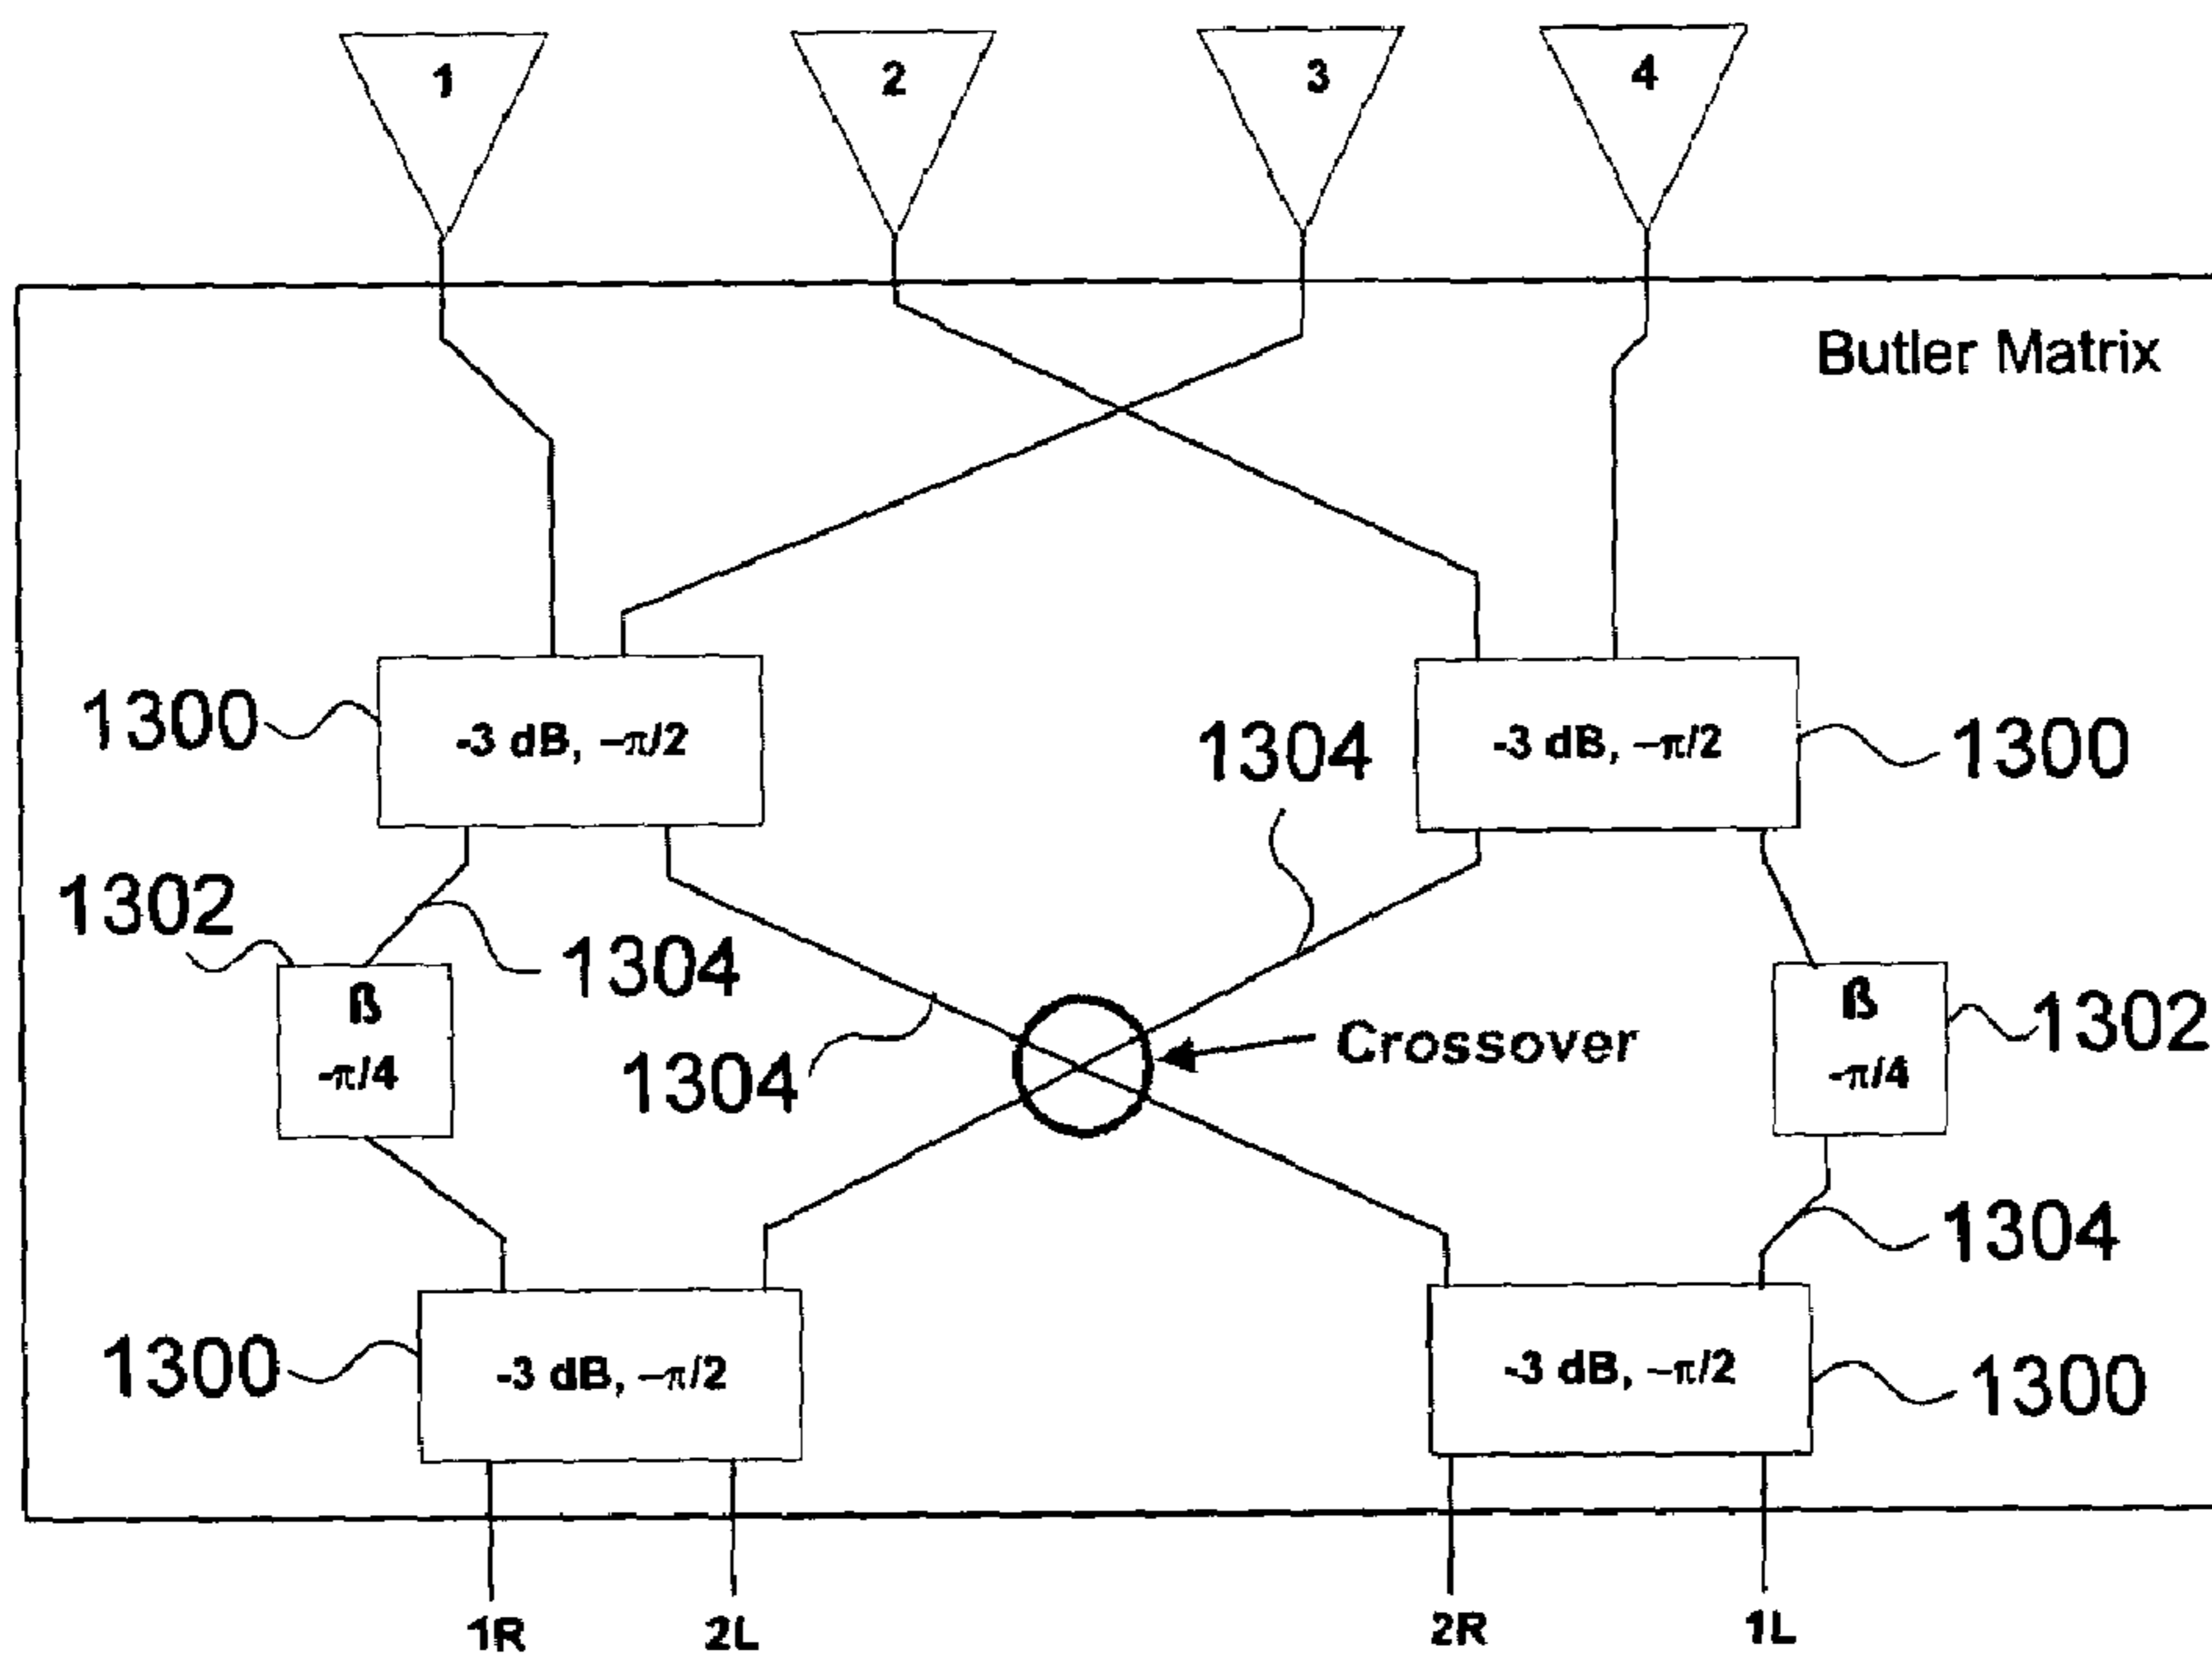 1
2
3
4
Butler Matrix
1300
-3 dB, –π/2
1304
-3 dB, –π/2
1300
1302
1304
ß
-π/4
1304
Crossover
ß
-π/4
1302
1304
1300
-3 dB, –π/2
-3 dB, –π/2
1300
1R
2L
2R
1L